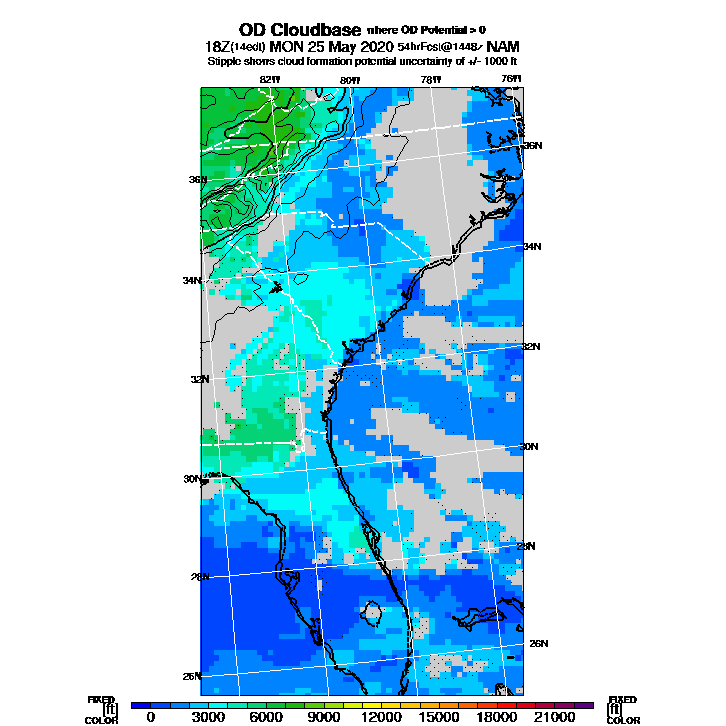 OD Cloudbase where OD Potential > 0
18Z(14edt) MON 25 May 2020 54hrFcst@1448z NAM
Stipple shows cloud formation potential uncertainty of +/- 1000 ft
82W 80W 78W 76W
36N
36N
34N
34N
32N
32N
30N
30N
28N
28N
26N
26N
FIXED FIXED
[ft] [ft]
COLOR COLOR
0 3000 6000 9000 12000 15000 18000 21000